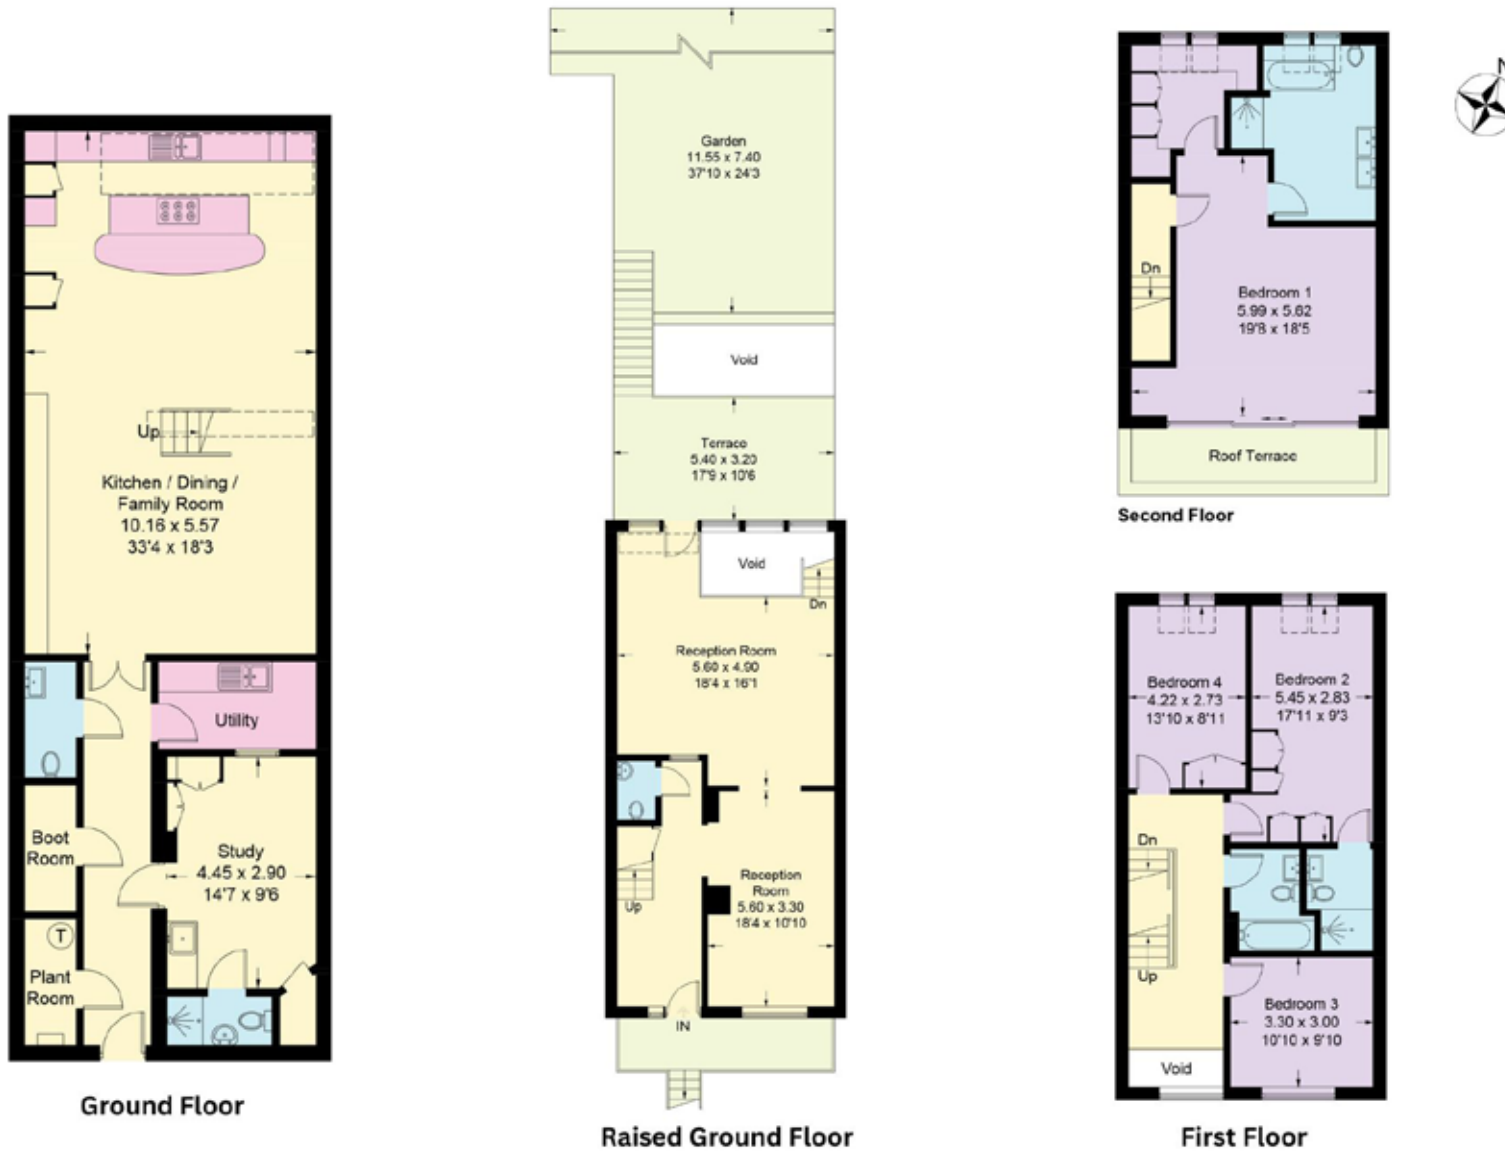 Up
Kitchen / Dining /
Family Room
10.16 x 5.57
33'4 x 18'3
Utility
Boot
Room
Study
4.45 x 2.90
14'7 x 9'6
T
Plant
Room
Ground Floor
Garden
11.55 x 7.40
37'10 x 24'3
Void
Terrace
5.40 x 3.20
17'9 x 10'6
Void
Dn
Reception Room
5.60 x 4.90
18'4 x 16'1
Reception
Room
5.60 x 3.30
18'4 x 10'10
Up
IN
Raised Ground Floor
N
Dn
Bedroom 1
5.99 x 5.62
19'8 x 18'5
Roof Terrace
Second Floor
Bedroom 4
4.22 x 2.73
13'10 x 8'11
Bedroom 2
5.45 x 2.83
17'11 x 9'3
Dn
Up
Bedroom 3
3.30 x 3.00
10'10 x 9'10
Void
First Floor